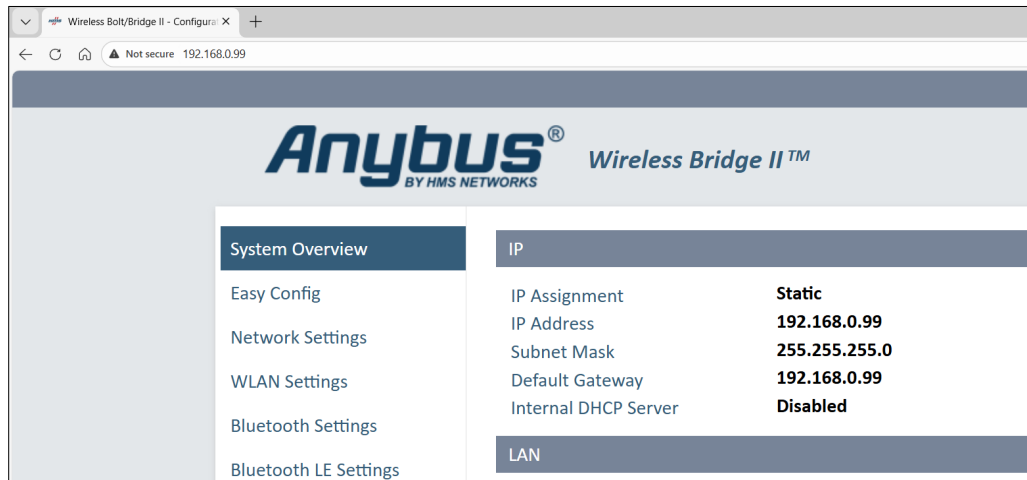 Wireless Bolt/Bridge II - Configurat
Not secure 192.168.0.99
Anybus®
BY HMS NETWORKS
Wireless Bridge II™
System Overview
Easy Config
Network Settings
WLAN Settings
Bluetooth Settings
Bluetooth LE Settings
IP
IP Assignment Static
IP Address 192.168.0.99
Subnet Mask 255.255.255.0
Default Gateway 192.168.0.99
Internal DHCP Server Disabled
LAN